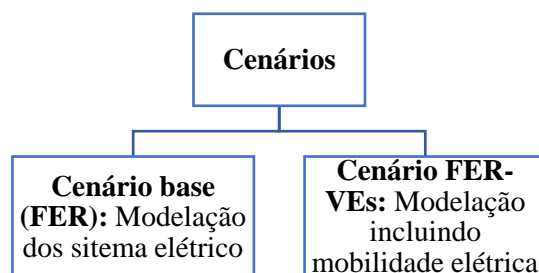 Cenários
Cenário base
(FER): Modelação
dos sitema elétrico
Cenário FER-
VEs: Modelação
incluindo
mobilidade elétrica